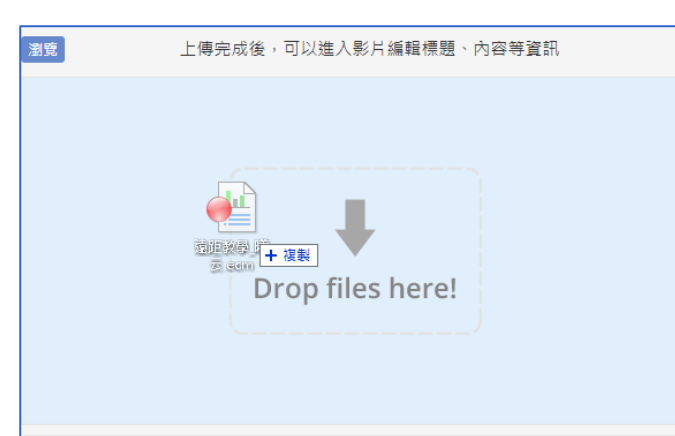 瀏覽
上傳完成後，可以進入影片編輯標題、內容等資訊
遠距教學
.ecm
+ 複製
Drop files here!